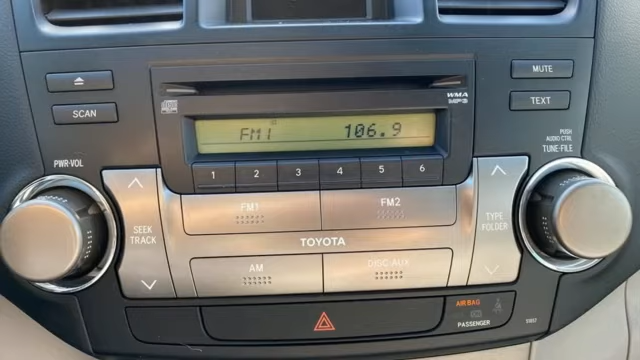 MUTE
SCAN
WMA
MP3
TEXT
FM1 106.9
PUSH
AUDIO CTRL
TUNE·FILE
PWR·VOL
1 2 3 4 5 6
FM1 FM2
SEEK
TRACK
TYPE
FOLDER
TOYOTA
AM DISC·AUX
AIR BAG
PASSENGER
51802